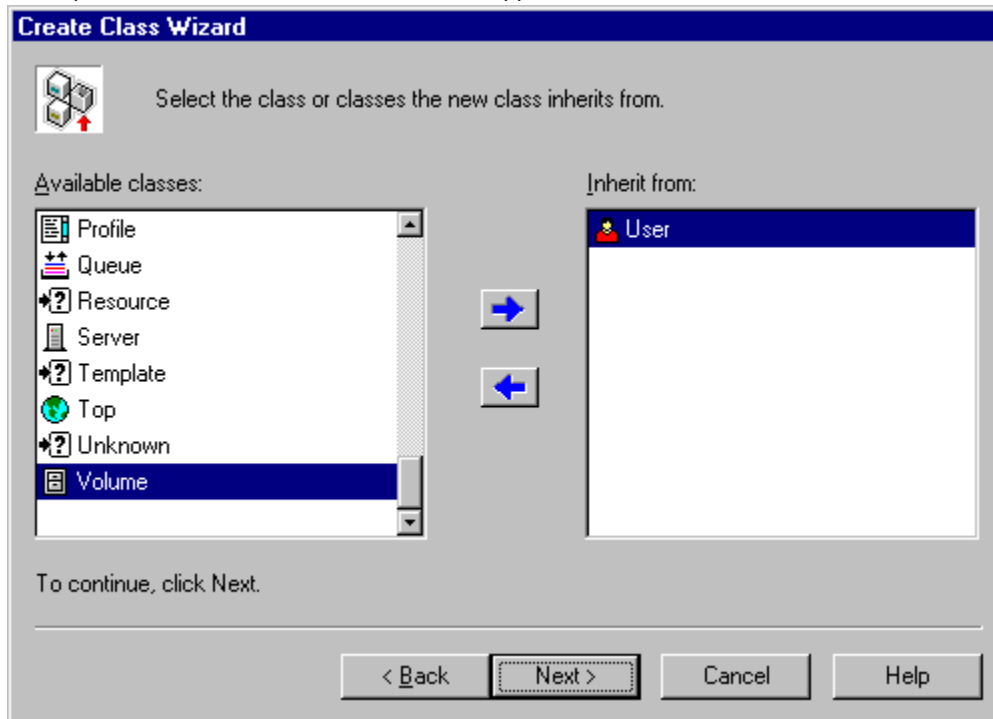 Create Class Wizard
Select the class or classes the new class inherits from.
Available classes:
Inherit from:
Profile
User
Queue
Resource
Server
Template
Top
Unknown
Volume
To continue, click Next.
< Back
Next >
Cancel
Help